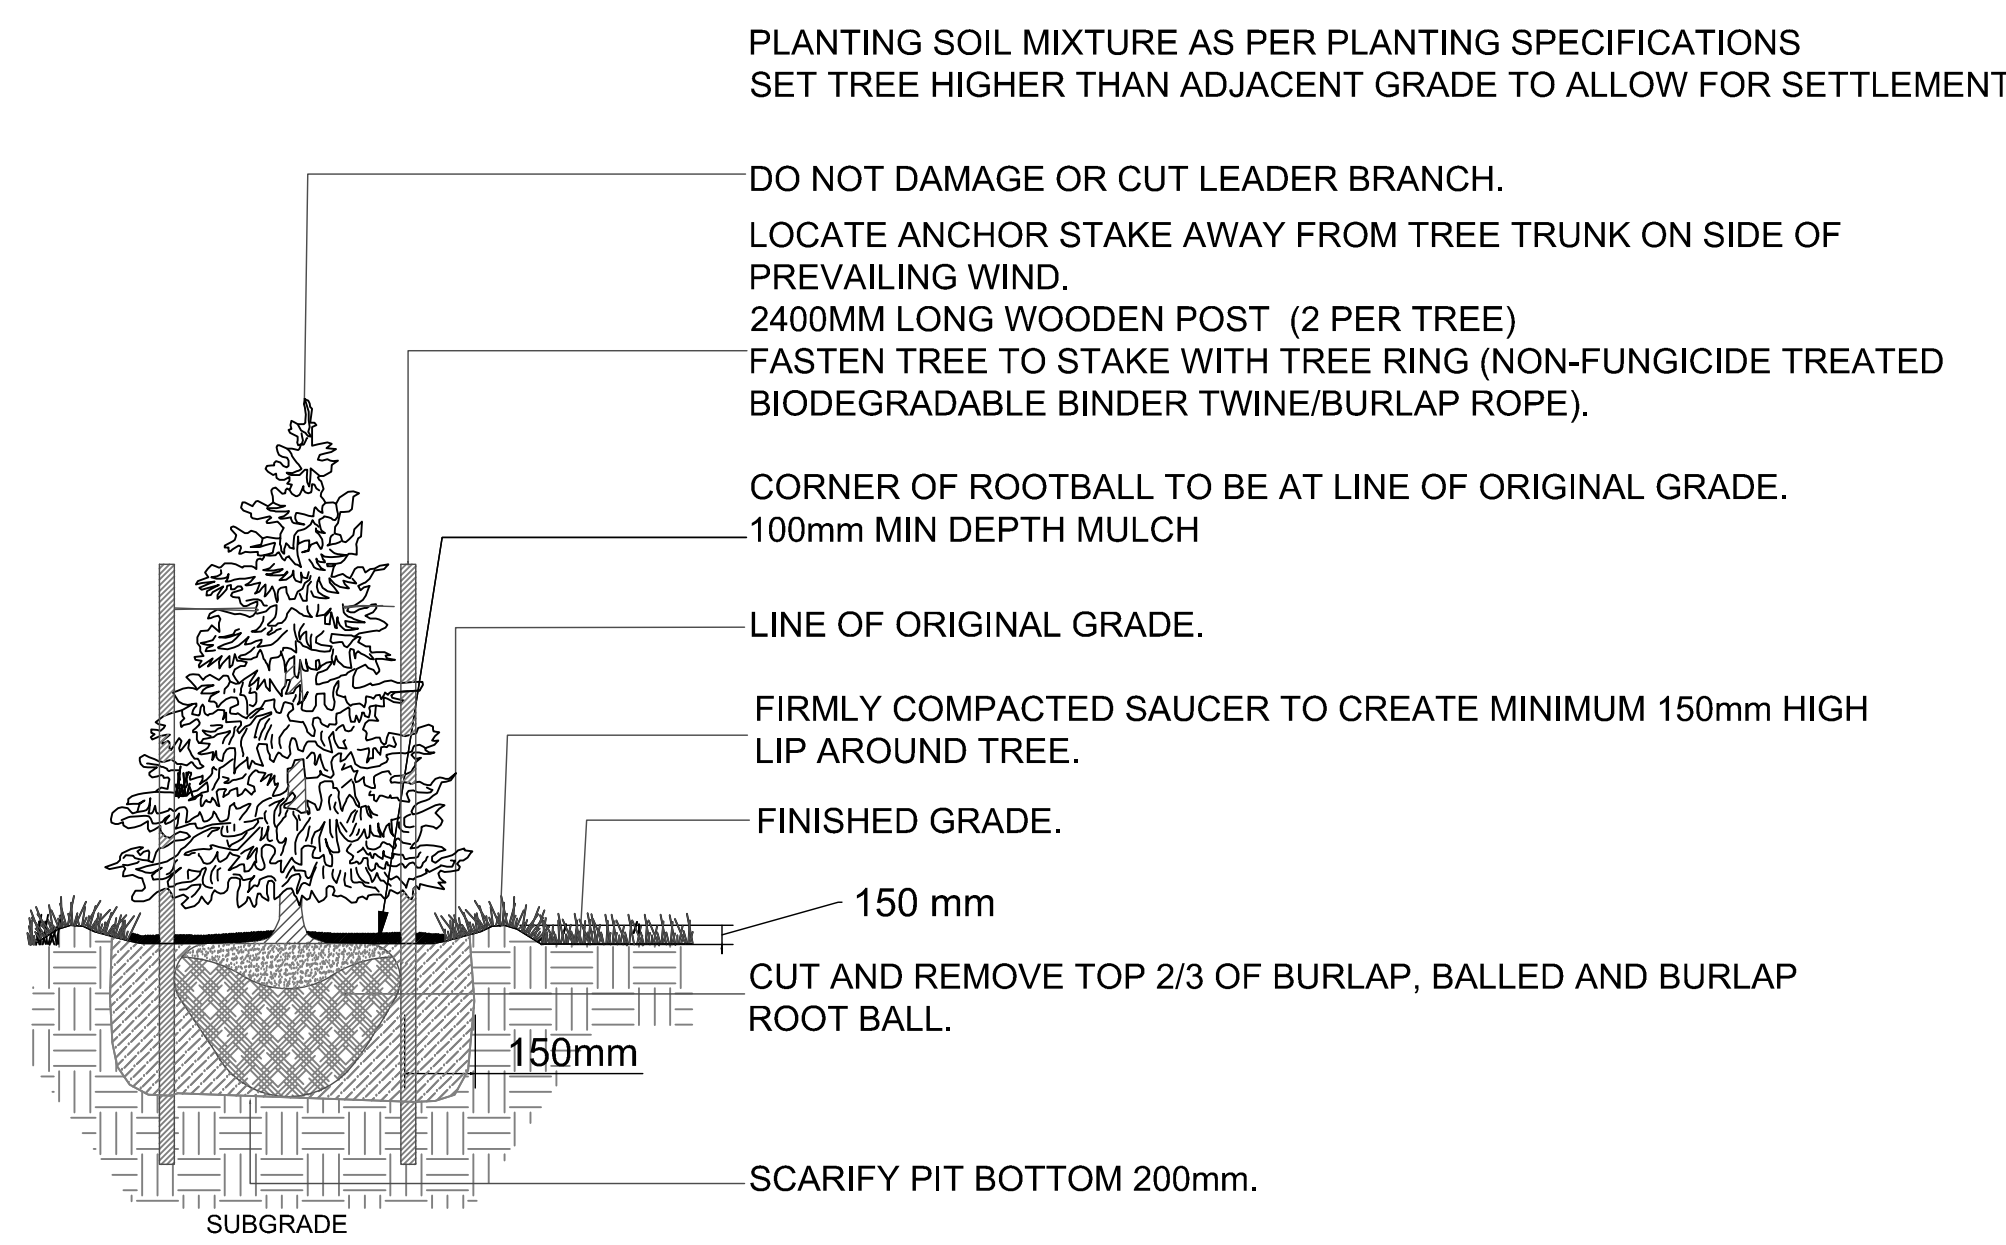 PLANTING SOIL MIXTURE AS PER PLANTING SPECIFICATIONS
SET TREE HIGHER THAN ADJACENT GRADE TO ALLOW FOR SETTLEMENT
DO NOT DAMAGE OR CUT LEADER BRANCH.
LOCATE ANCHOR STAKE AWAY FROM TREE TRUNK ON SIDE OF
PREVAILING WIND.
2400MM LONG WOODEN POST (2 PER TREE)
FASTEN TREE TO STAKE WITH TREE RING (NON-FUNGICIDE TREATED
BIODEGRADABLE BINDER TWINE/BURLAP ROPE).
CORNER OF ROOTBALL TO BE AT LINE OF ORIGINAL GRADE.
100mm MIN DEPTH MULCH
LINE OF ORIGINAL GRADE.
FIRMLY COMPACTED SAUCER TO CREATE MINIMUM 150mm HIGH
LIP AROUND TREE.
FINISHED GRADE.
150 mm
CUT AND REMOVE TOP 2/3 OF BURLAP, BALLED AND BURLAP
ROOT BALL.
150mm
SCARIFY PIT BOTTOM 200mm.
SUBGRADE